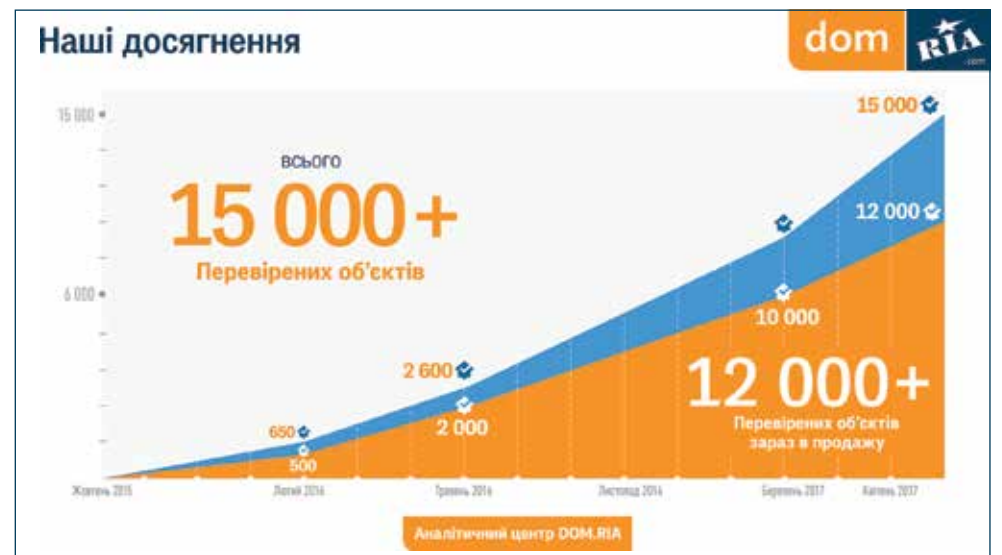 Наші досягнення
dom
RIA
.com
15 000
6 000
ВСЬОГО
15 000+
Перевірених об'єктів
650
500
2 600
2 000
10 000
15 000
12 000
12 000+
Перевірених об'єктів
зараз в продажу
Жовтень 2015
Лютий 2016
Травень 2016
Листопад 2016
Березень 2017
Квітень 2017
Аналітичний центр DOM.RIA